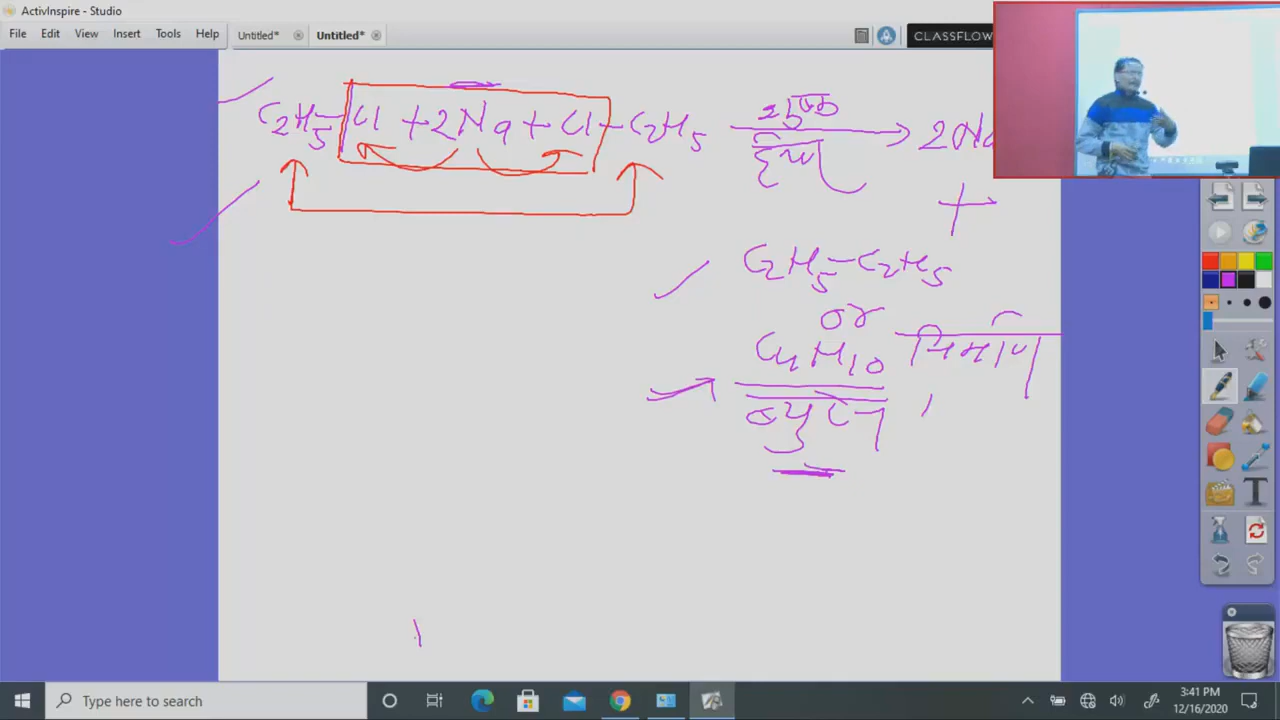 ActivInspire - Studio
File Edit View Insert Tools Help
Untitled* Untitled*
CLASSFLOW
C2H5-Cl + 2Na + Cl-C2H5 → 2Na
+
C2H5-C2H5
or
C4H10
Type here to search
3:41 PM
12/16/2020